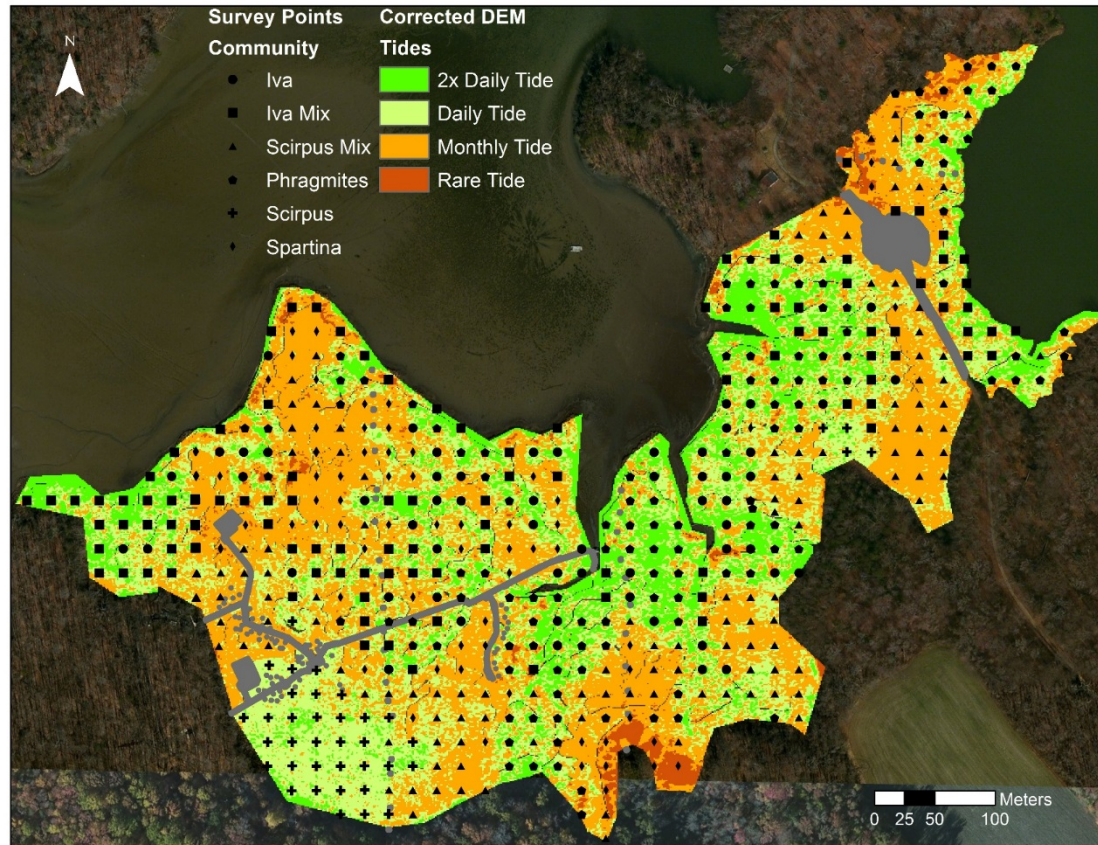 Survey Points
Corrected DEM
Community
Tides
N
Iva
2x Daily Tide
Iva Mix
Daily Tide
Scirpus Mix
Monthly Tide
Phragmites
Rare Tide
Scirpus
Spartina
Meters
0 25 50 100